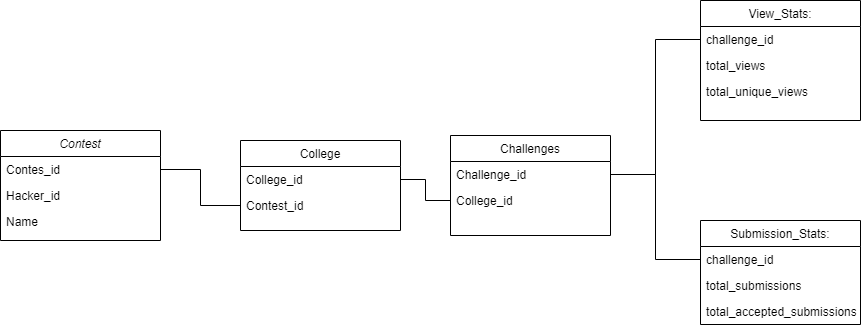 Contest
Contes_id
Hacker_id
Name
College
College_id
Contest_id
Challenges
Challenge_id
College_id
View_Stats:
challenge_id
total_views
total_unique_views
Submission_Stats:
challenge_id
total_submissions
total_accepted_submissions